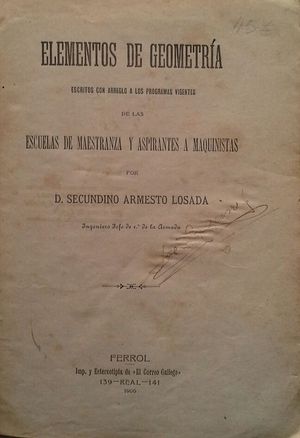 ELEMENTOS DE GEOMETRÍA
ESCRITOS CON ARREGLO A LOS PROGRAMAS VIGENTES
DE LAS
ESCUELAS DE MAESTRANZA Y ASPIRANTES A MAQUINISTAS
POR
D. SECUNDINO ARMESTO LOSADA
Ingeniero Jefe de 1.ª de la Armada
FERROL
Imp. y Estereotipia de «El Correo Gallego»
139-REAL-141
1900